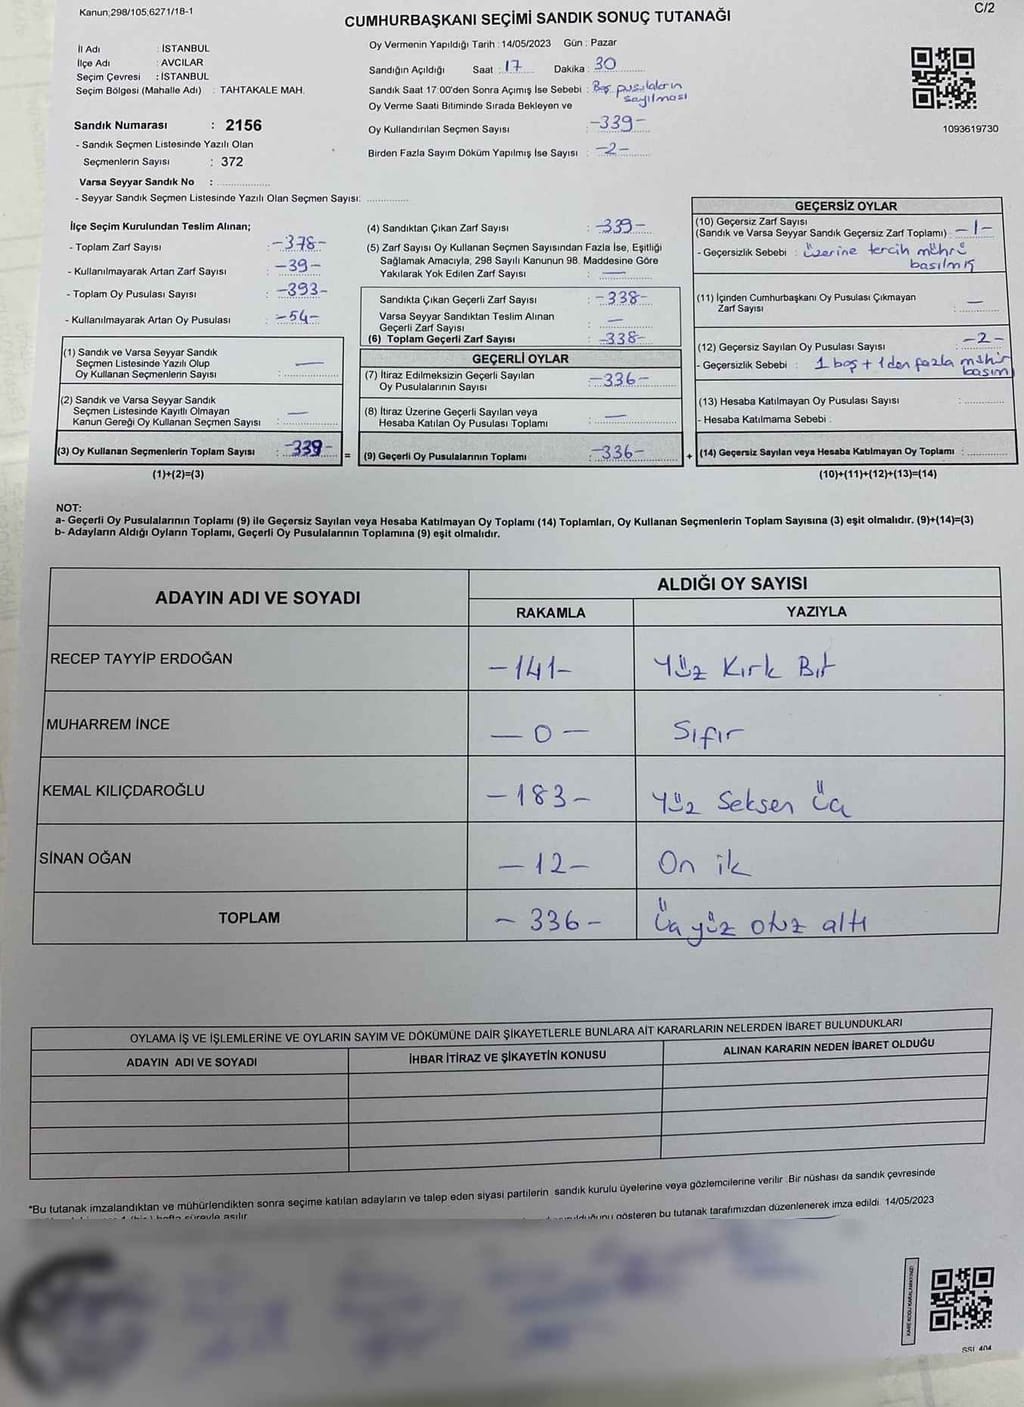 Kanun;298/105;6271/18-1
C/2
CUMHURBAŞKANI SEÇİMİ SANDIK SONUÇ TUTANAĞI
İl Adı : İSTANBUL
İlçe Adı : AVCILAR
Seçim Çevresi : İSTANBUL
Seçim Bölgesi (Mahalle Adı) : TAHTAKALE MAH.
Sandık Numarası : 2156
- Sandık Seçmen Listesinde Yazılı Olan
Seçmenlerin Sayısı : 372
Varsa Seyyar Sandık No :
- Seyyar Sandık Seçmen Listesinde Yazılı Olan Seçmen Sayısı:
Oy Vermenin Yapıldığı Tarih : 14/05/2023 Gün : Pazar
Sandığın Açıldığı Saat : 17 Dakika : 30
Sandık Saat 17:00'den Sonra Açımış İse Sebebi : Boş pusulaların
sayılması
Oy Verme Saati Bitiminde Sırada Bekleyen ve
Oy Kullandırılan Seçmen Sayısı : -339-
Birden Fazla Sayım Döküm Yapılmış İse Sayısı : -2-
1093619730
İlçe Seçim Kurulundan Teslim Alınan;
- Toplam Zarf Sayısı : -378-
- Kullanılmayarak Artan Zarf Sayısı : -39-
- Toplam Oy Pusulası Sayısı : -393-
- Kullanılmayarak Artan Oy Pusulası : -54-
(1) Sandık ve Varsa Seyyar Sandık
Seçmen Listesinde Yazılı Olup
Oy Kullanan Seçmenlerin Sayısı : —
(2) Sandık ve Varsa Seyyar Sandık
Seçmen Listesinde Kayıtlı Olmayan
Kanun Gereği Oy Kullanan Seçmen Sayısı : —
(3) Oy Kullanan Seçmenlerin Toplam Sayısı : -339- =
(1)+(2)=(3)
(4) Sandıktan Çıkan Zarf Sayısı : -339-
(5) Zarf Sayısı Oy Kullanan Seçmen Sayısından Fazla İse, Eşitliği
Sağlamak Amacıyla, 298 Sayılı Kanunun 98. Maddesine Göre
Yakılarak Yok Edilen Zarf Sayısı : —
Sandıkta Çıkan Geçerli Zarf Sayısı : -338-
Varsa Seyyar Sandıktan Teslim Alınan
Geçerli Zarf Sayısı : —
(6) Toplam Geçerli Zarf Sayısı : -338-
GEÇERLİ OYLAR
(7) İtiraz Edilmeksizin Geçerli Sayılan
Oy Pusulalarının Sayısı : -336-
(8) İtiraz Üzerine Geçerli Sayılan veya
Hesaba Katılan Oy Pusulası Toplamı : —
(9) Geçerli Oy Pusulalarının Toplamı : -336- +
GEÇERSİZ OYLAR
(10) Geçersiz Zarf Sayısı
(Sandık ve Varsa Seyyar Sandık Geçersiz Zarf Toplamı) : -1-
- Geçersizlik Sebebi : üzerine tercih mührü
basılmış
(11) İçinden Cumhurbaşkanı Oy Pusulası Çıkmayan
Zarf Sayısı : —
(12) Geçersiz Sayılan Oy Pusulası Sayısı : -2-
- Geçersizlik Sebebi : 1 boş + 1 den fazla mühür
basım
(13) Hesaba Katılmayan Oy Pusulası Sayısı :
- Hesaba Katılmama Sebebi :
(14) Geçersiz Sayılan veya Hesaba Katılmayan Oy Toplamı :
(10)+(11)+(12)+(13)=(14)
NOT:
a- Geçerli Oy Pusulalarının Toplamı (9) ile Geçersiz Sayılan veya Hesaba Katılmayan Oy Toplamı (14) Toplamları, Oy Kullanan Seçmenlerin Toplam Sayısına (3) eşit olmalıdır. (9)+(14)=(3)
b- Adayların Aldığı Oyların Toplamı, Geçerli Oy Pusulalarının Toplamına (9) eşit olmalıdır.
ADAYIN ADI VE SOYADI ALDIĞI OY SAYISI
RAKAMLA YAZIYLA
RECEP TAYYİP ERDOĞAN -141- Yüz Kırk Bir
MUHARREM İNCE -0- Sıfır
KEMAL KILIÇDAROĞLU -183- Yüz Seksen Üç
SİNAN OĞAN -12- On iki
TOPLAM -336- Üç yüz otuz altı
OYLAMA İŞ VE İŞLEMLERİNE VE OYLARIN SAYIM VE DÖKÜMÜNE DAİR ŞİKAYETLERLE BUNLARA AİT KARARLARIN NELERDEN İBARET BULUNDUKLARI
ADAYIN ADI VE SOYADI İHBAR İTİRAZ VE ŞİKAYETİN KONUSU ALINAN KARARIN NEDEN İBARET OLDUĞU
*Bu tutanak imzalandıktan ve mühürlendikten sonra seçime katılan adayların ve talep eden siyasi partilerin sandık kurulu üyelerine veya gözlemcilerine verilir .Bir nüshası da sandık çevresinde
gösteren bu tutanak tarafımızdan düzenlenerek imza edildi. 14/05/2023
SSI 404